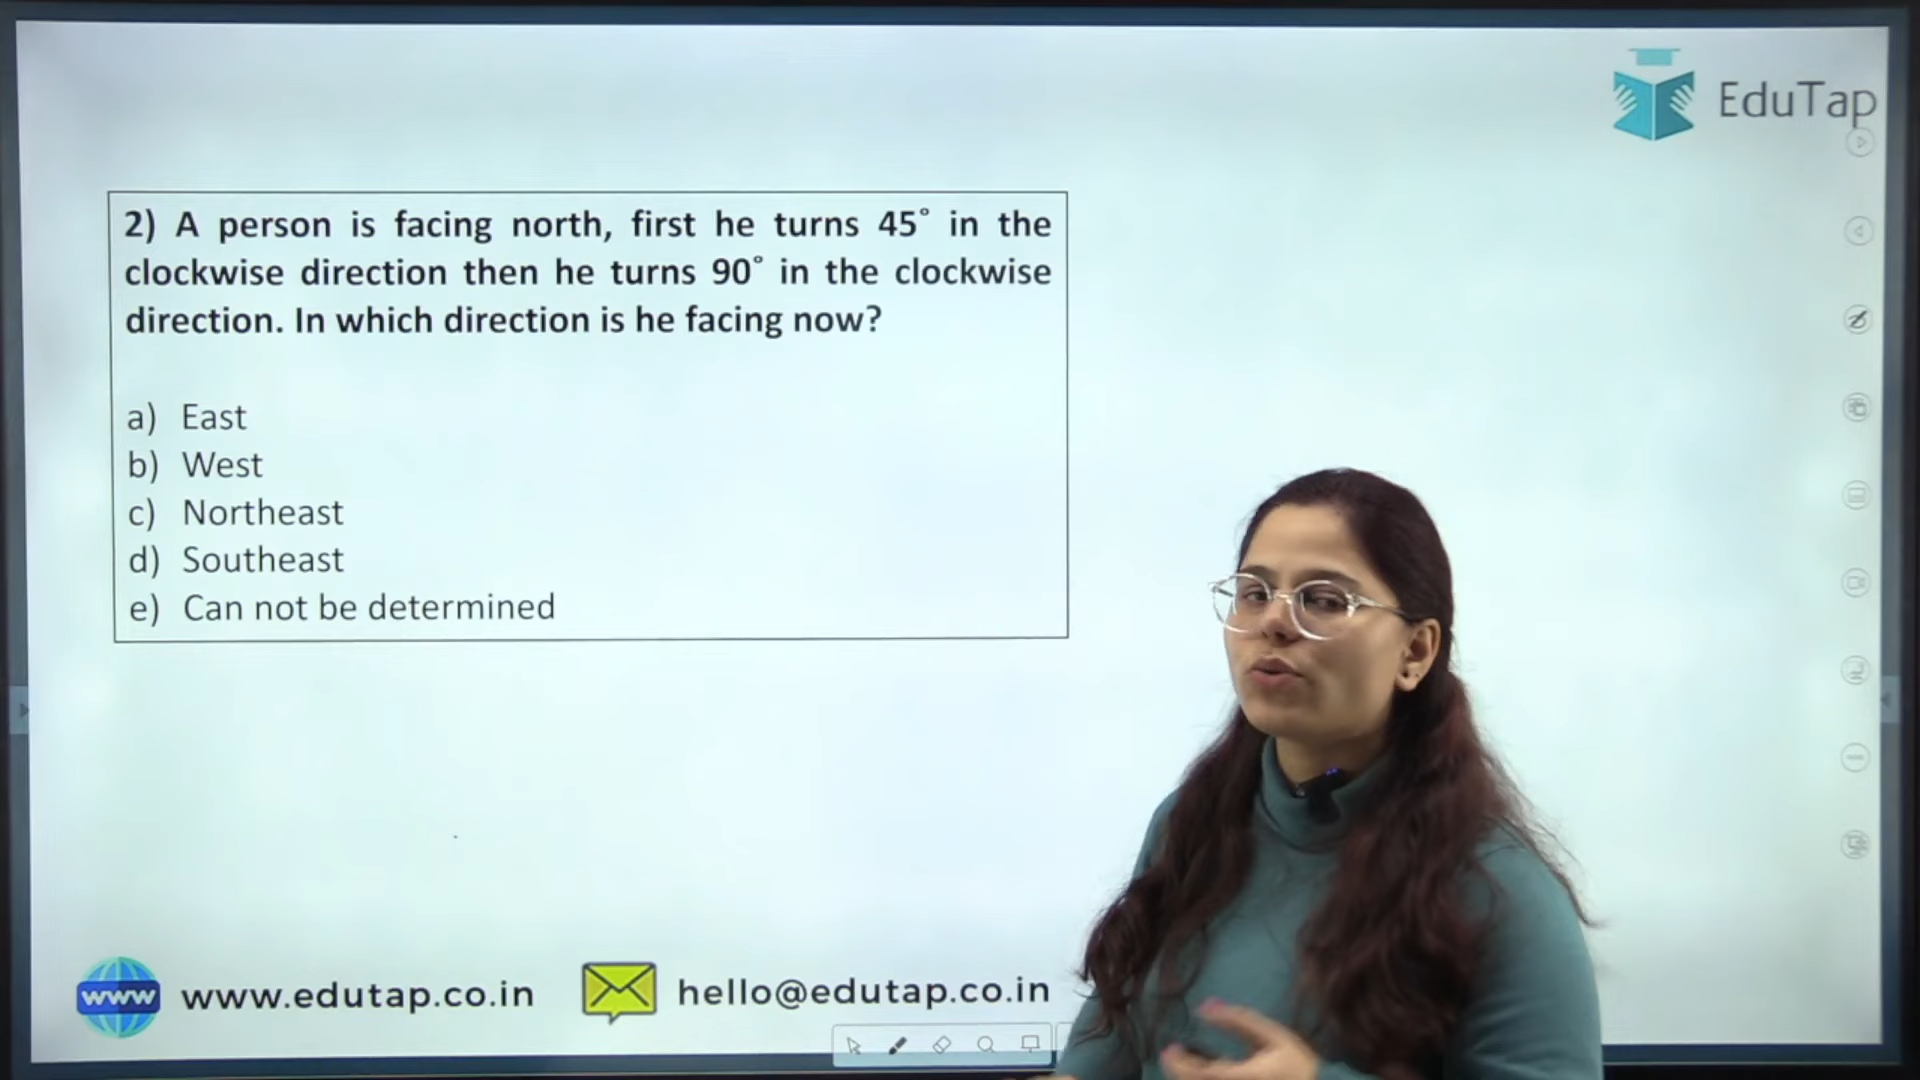 EduTap
2) A person is facing north, first he turns 45° in the
clockwise direction then he turns 90° in the clockwise
direction. In which direction is he facing now?
a) East
b) West
c) Northeast
d) Southeast
e) Can not be determined
www www.edutap.co.in hello@edutap.co.in